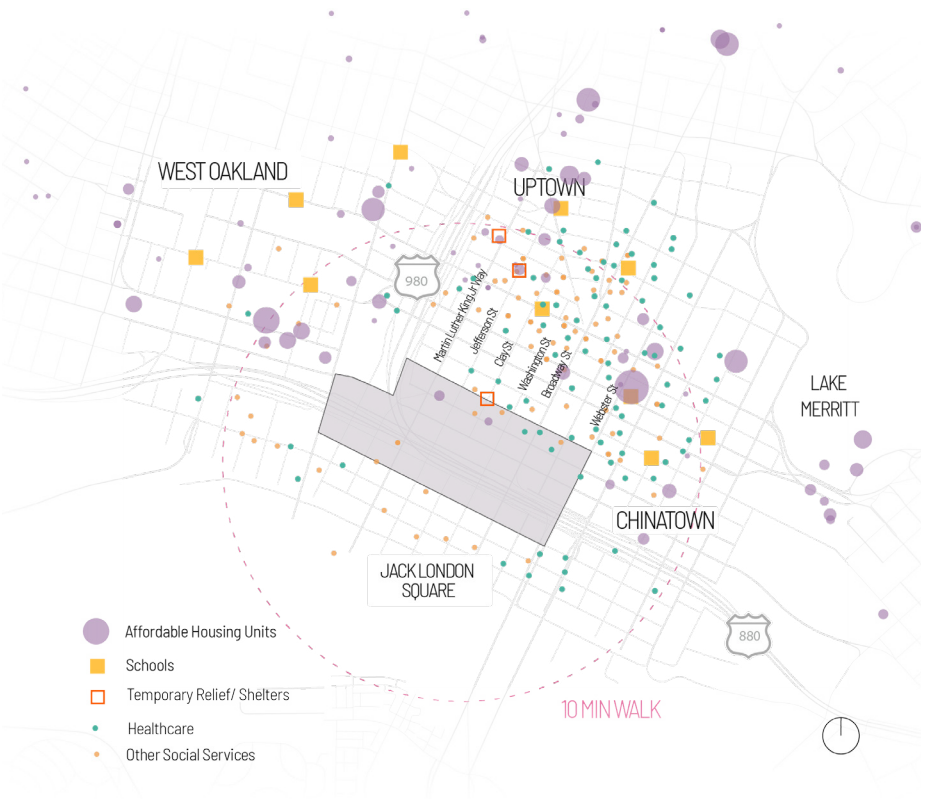 WEST OAKLAND
UPTOWN
980
Martin Luther King Jr Way
Jefferson St
Clay St
Washington St
Broadway St
Webster St
LAKE
MERRITT
CHINATOWN
JACK LONDON
SQUARE
880
10 MIN WALK
Affordable Housing Units
Schools
Temporary Relief/ Shelters
Healthcare
Other Social Services